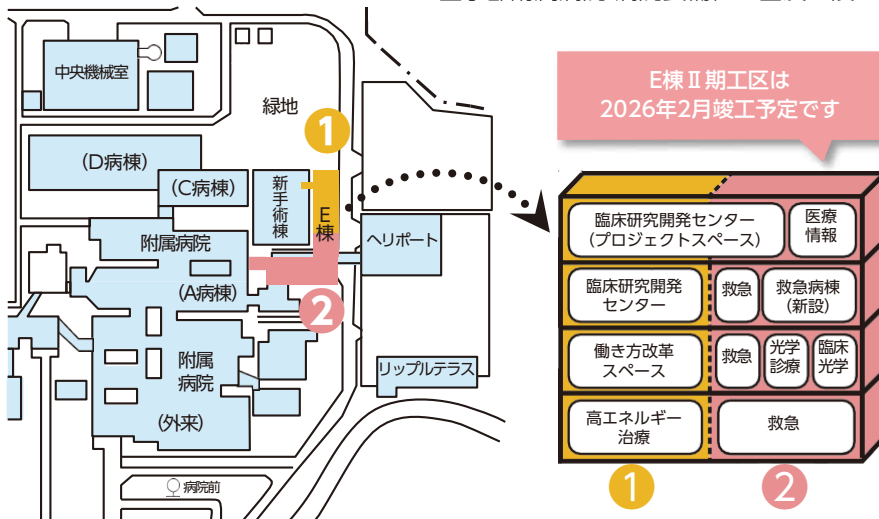 中央機械室
緑地
1
(D病棟)
(C病棟)
新手術棟
E棟
附属病院
(A病棟)
ヘリポート
2
附属
病院
(外来)
リップルテラス
病院前
E棟Ⅱ期工区は
2026年2月竣工予定です
臨床研究開発センター
(プロジェクトスペース)
医療
情報
臨床研究開発
センター
救急
救急病棟
(新設)
働き方改革
スペース
救急
光学
診療
臨床
光学
高エネルギー
治療
救急
1
2